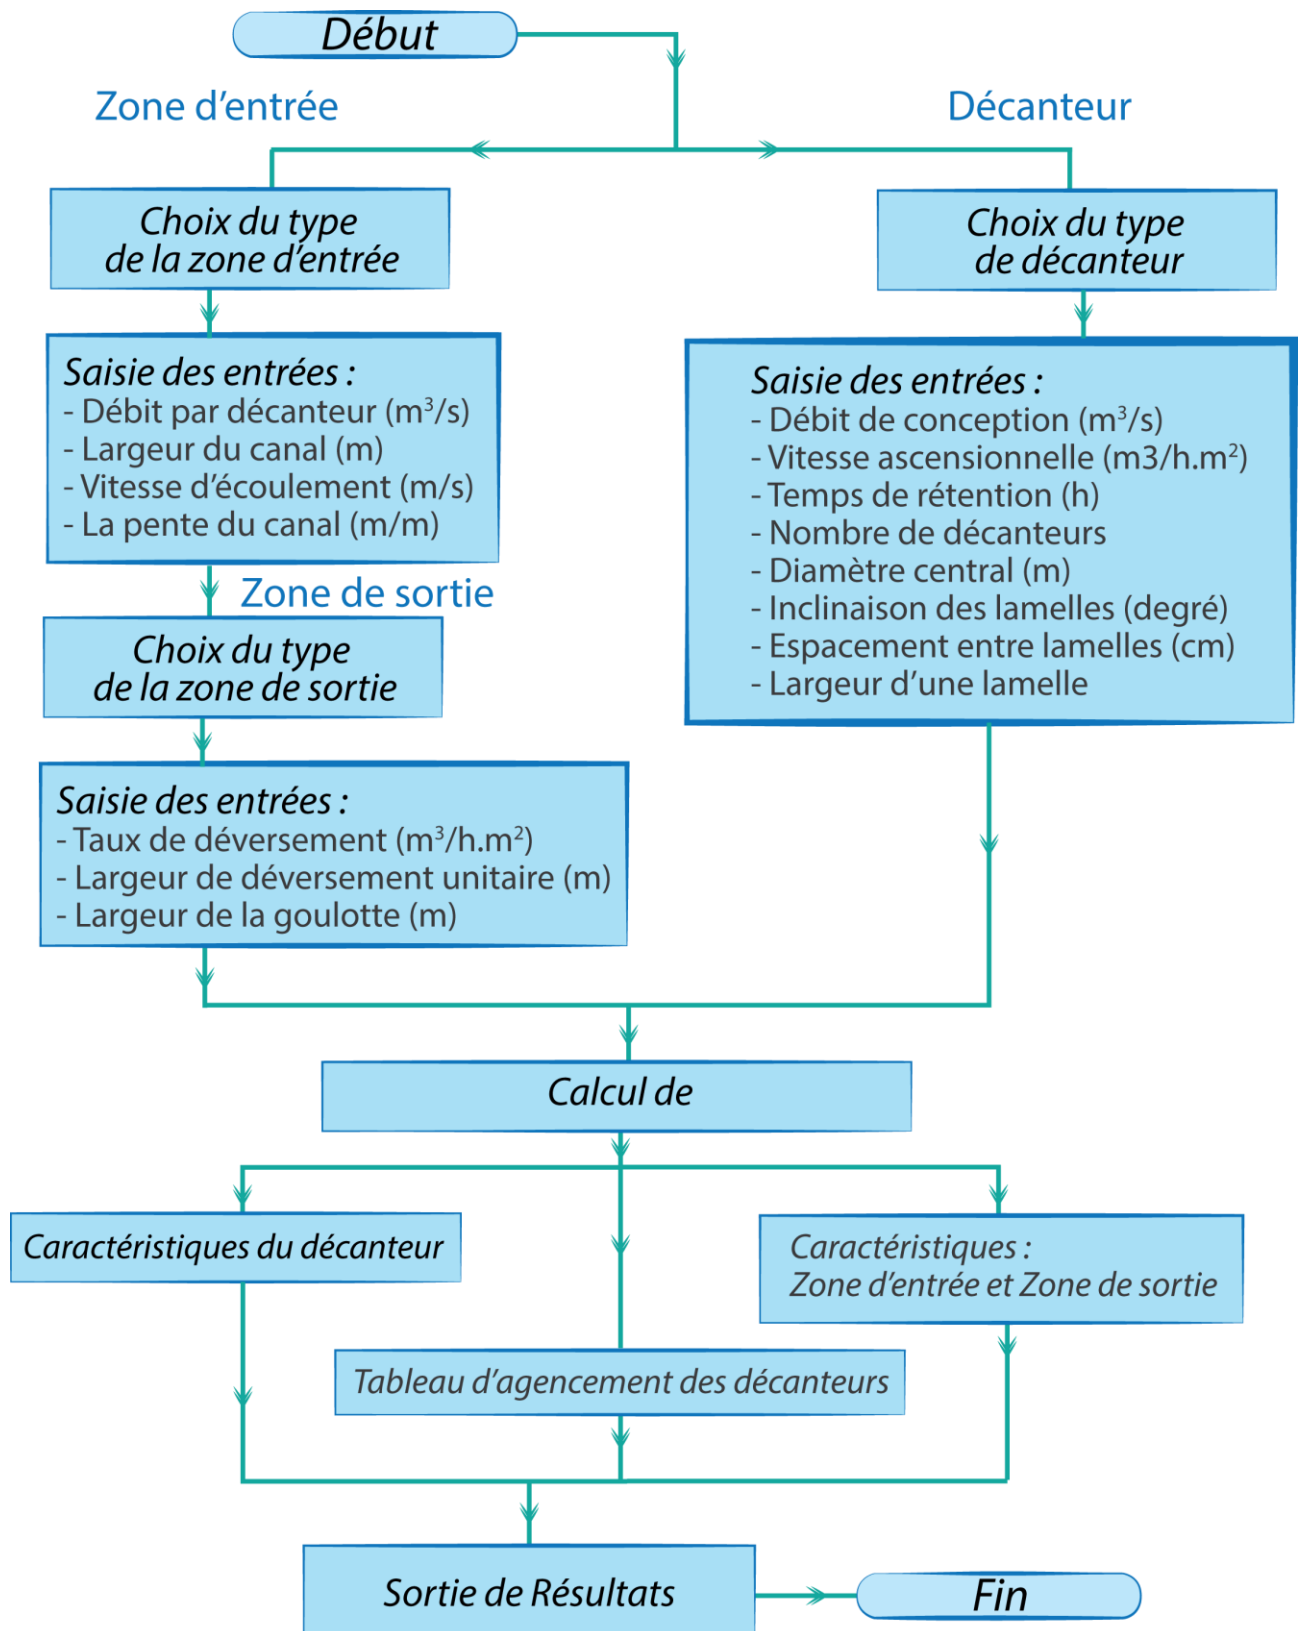 Début
Zone d'entrée
Décanteur
Choix du type
de la zone d'entrée
Choix du type
de décanteur
Saisie des entrées :
- Débit par décanteur (m³/s)
- Largeur du canal (m)
- Vitesse d'écoulement (m/s)
- La pente du canal (m/m)
Saisie des entrées :
- Débit de conception (m³/s)
- Vitesse ascensionnelle (m3/h.m²)
- Temps de rétention (h)
- Nombre de décanteurs
- Diamètre central (m)
- Inclinaison des lamelles (degré)
- Espacement entre lamelles (cm)
- Largeur d'une lamelle
Zone de sortie
Choix du type
de la zone de sortie
Saisie des entrées :
- Taux de déversement (m³/h.m²)
- Largeur de déversement unitaire (m)
- Largeur de la goulotte (m)
Calcul de
Caractéristiques du décanteur
Caractéristiques :
Zone d'entrée et Zone de sortie
Tableau d'agencement des décanteurs
Sortie de Résultats
Fin